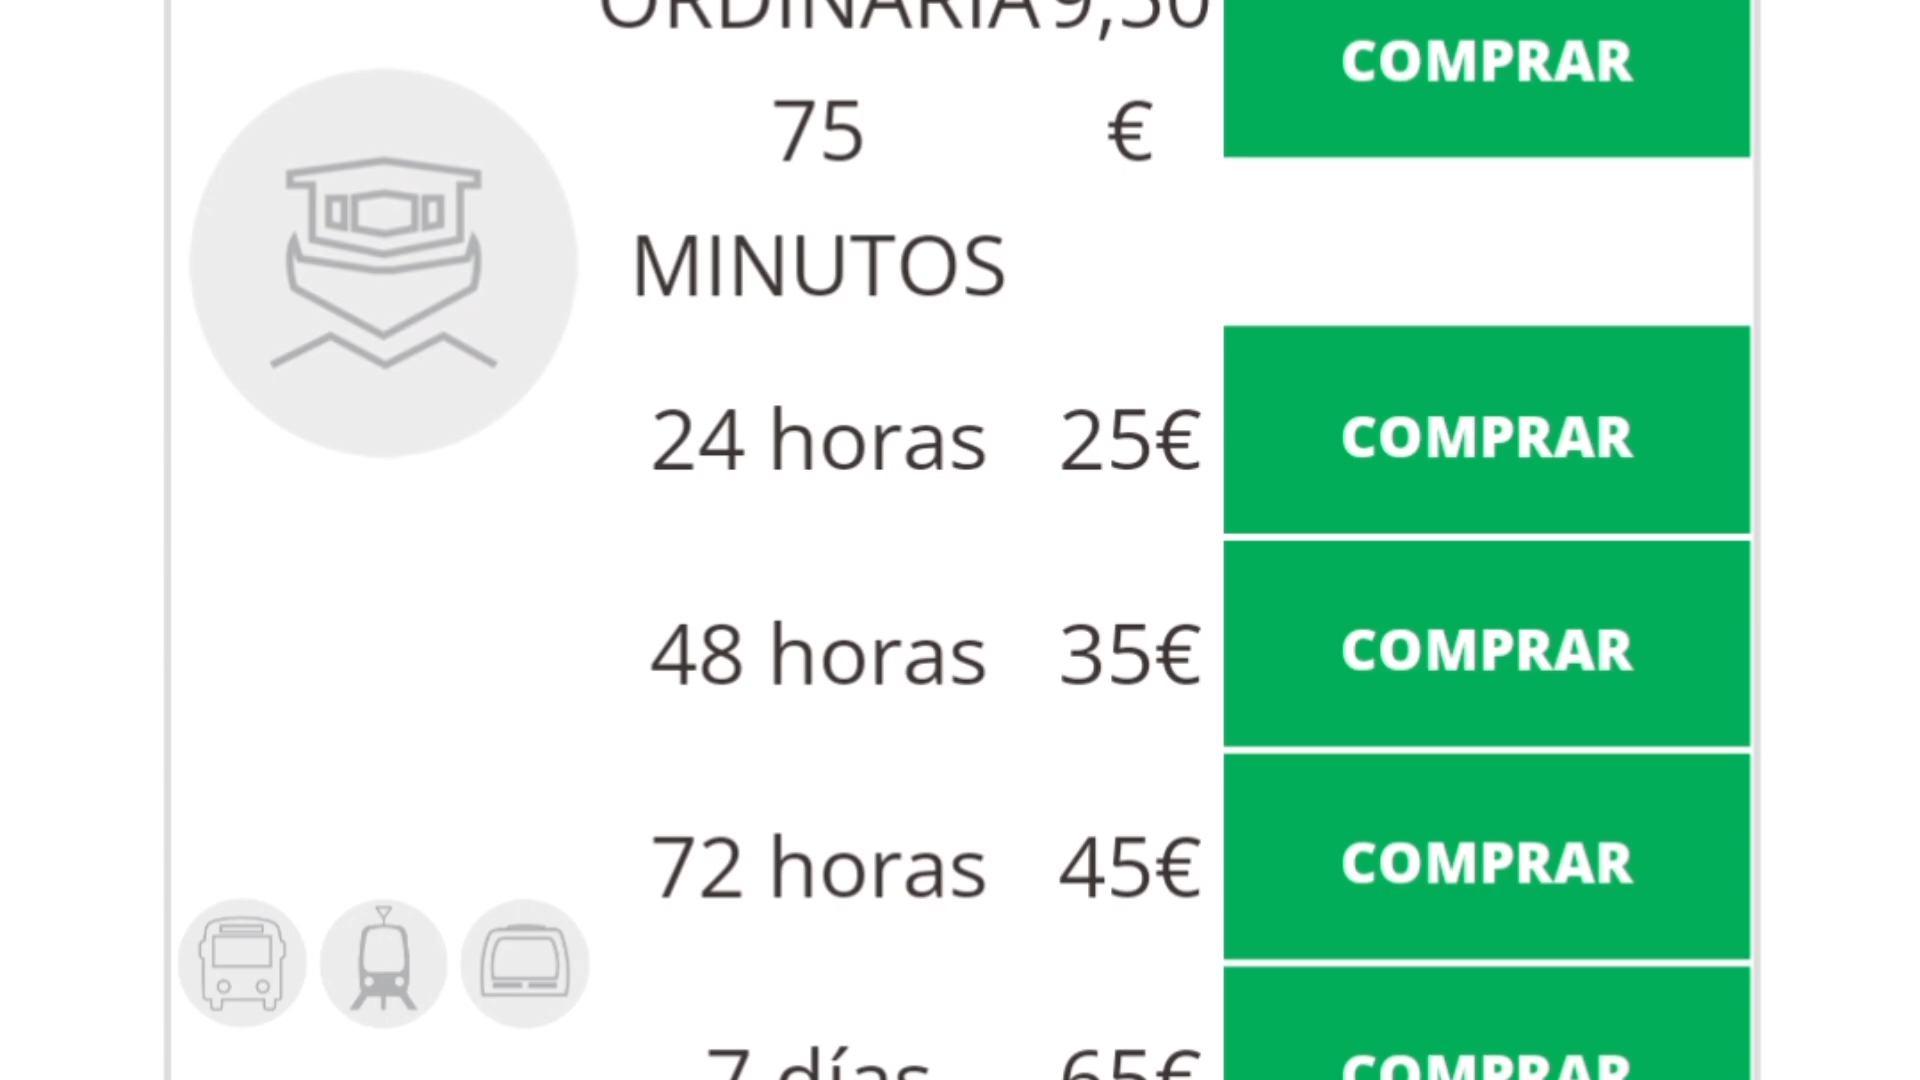 ORDINARIA 9,50 COMPRAR
75 €
MINUTOS
24 horas 25€ COMPRAR
48 horas 35€ COMPRAR
72 horas 45€ COMPRAR
7 días 65€ COMPRAR